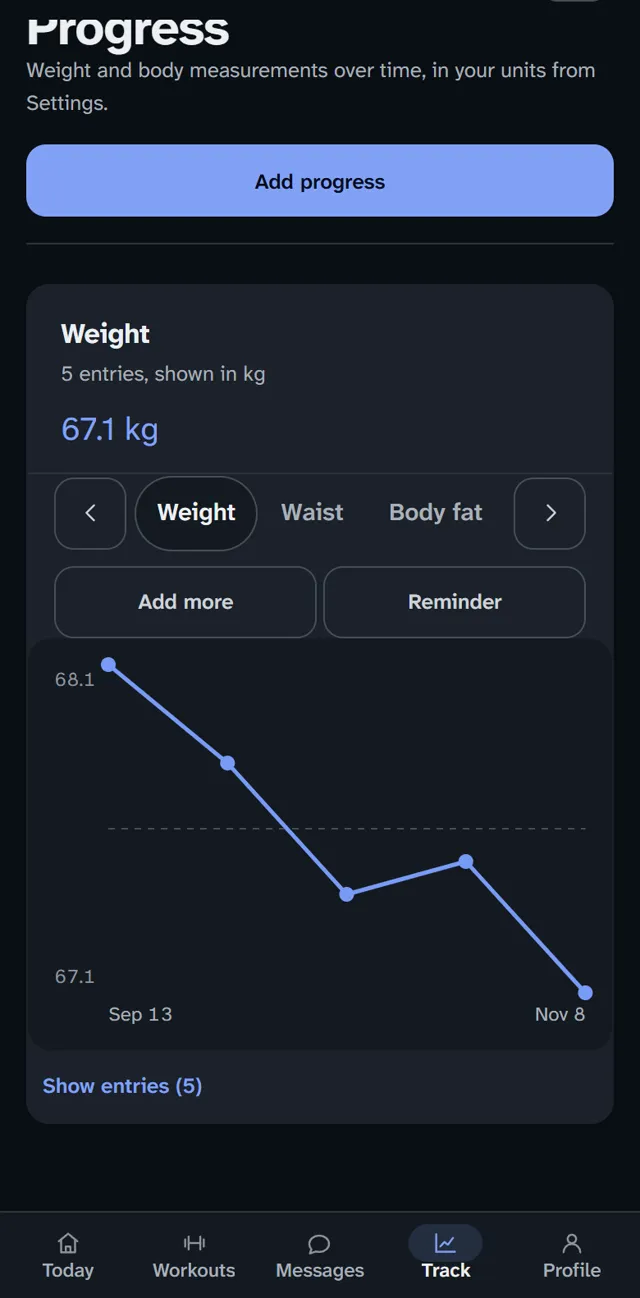 Progress
Weight and body measurements over time, in your units from
Settings.
Add progress
Weight
5 entries, shown in kg
67.1 kg
Weight
Waist
Body fat
Add more
Reminder
68.1
67.1
Sep 13
Nov 8
Show entries (5)
Today
Workouts
Messages
Track
Profile